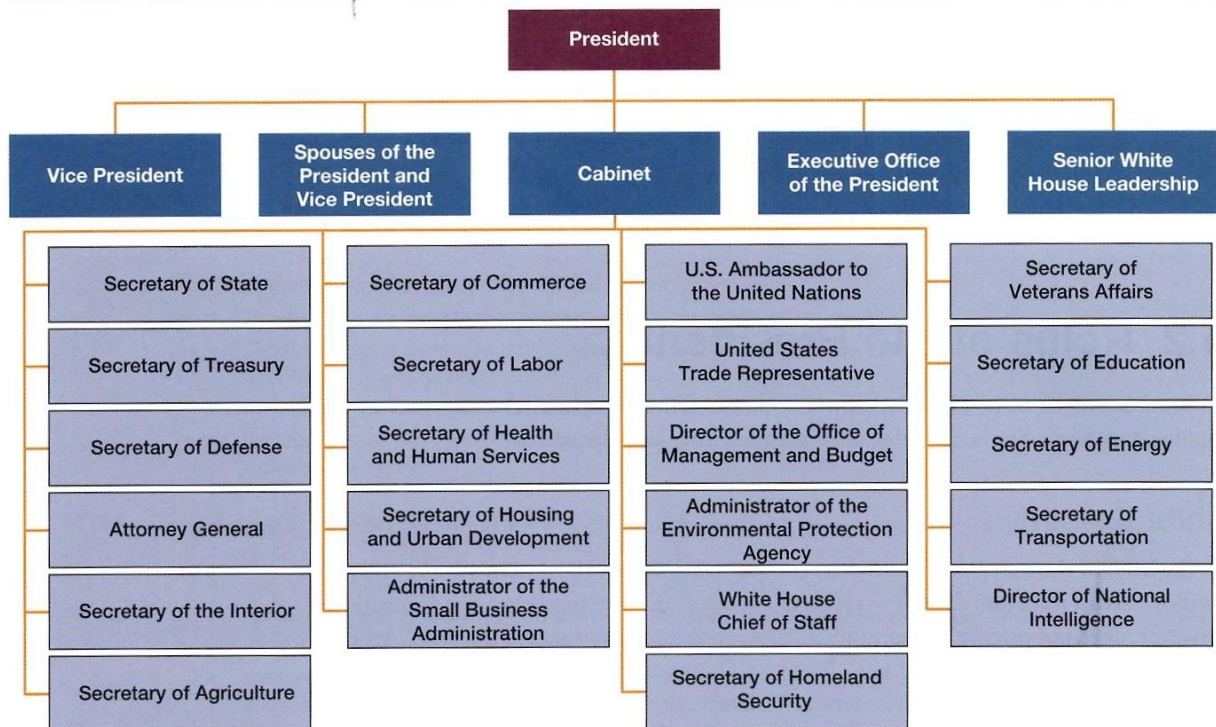 President
Vice President
Spouses of the
President and
Vice President
Cabinet
Executive Office
of the President
Senior White
House Leadership
Secretary of State
Secretary of Treasury
Secretary of Defense
Attorney General
Secretary of the Interior
Secretary of Agriculture
Secretary of Commerce
Secretary of Labor
Secretary of Health
and Human Services
Secretary of Housing
and Urban Development
Administrator of the
Small Business
Administration
U.S. Ambassador to
the United Nations
United States
Trade Representative
Director of the Office of
Management and Budget
Administrator of the
Environmental Protection
Agency
White House
Chief of Staff
Secretary of Homeland
Security
Secretary of
Veterans Affairs
Secretary of Education
Secretary of Energy
Secretary of
Transportation
Director of National
Intelligence